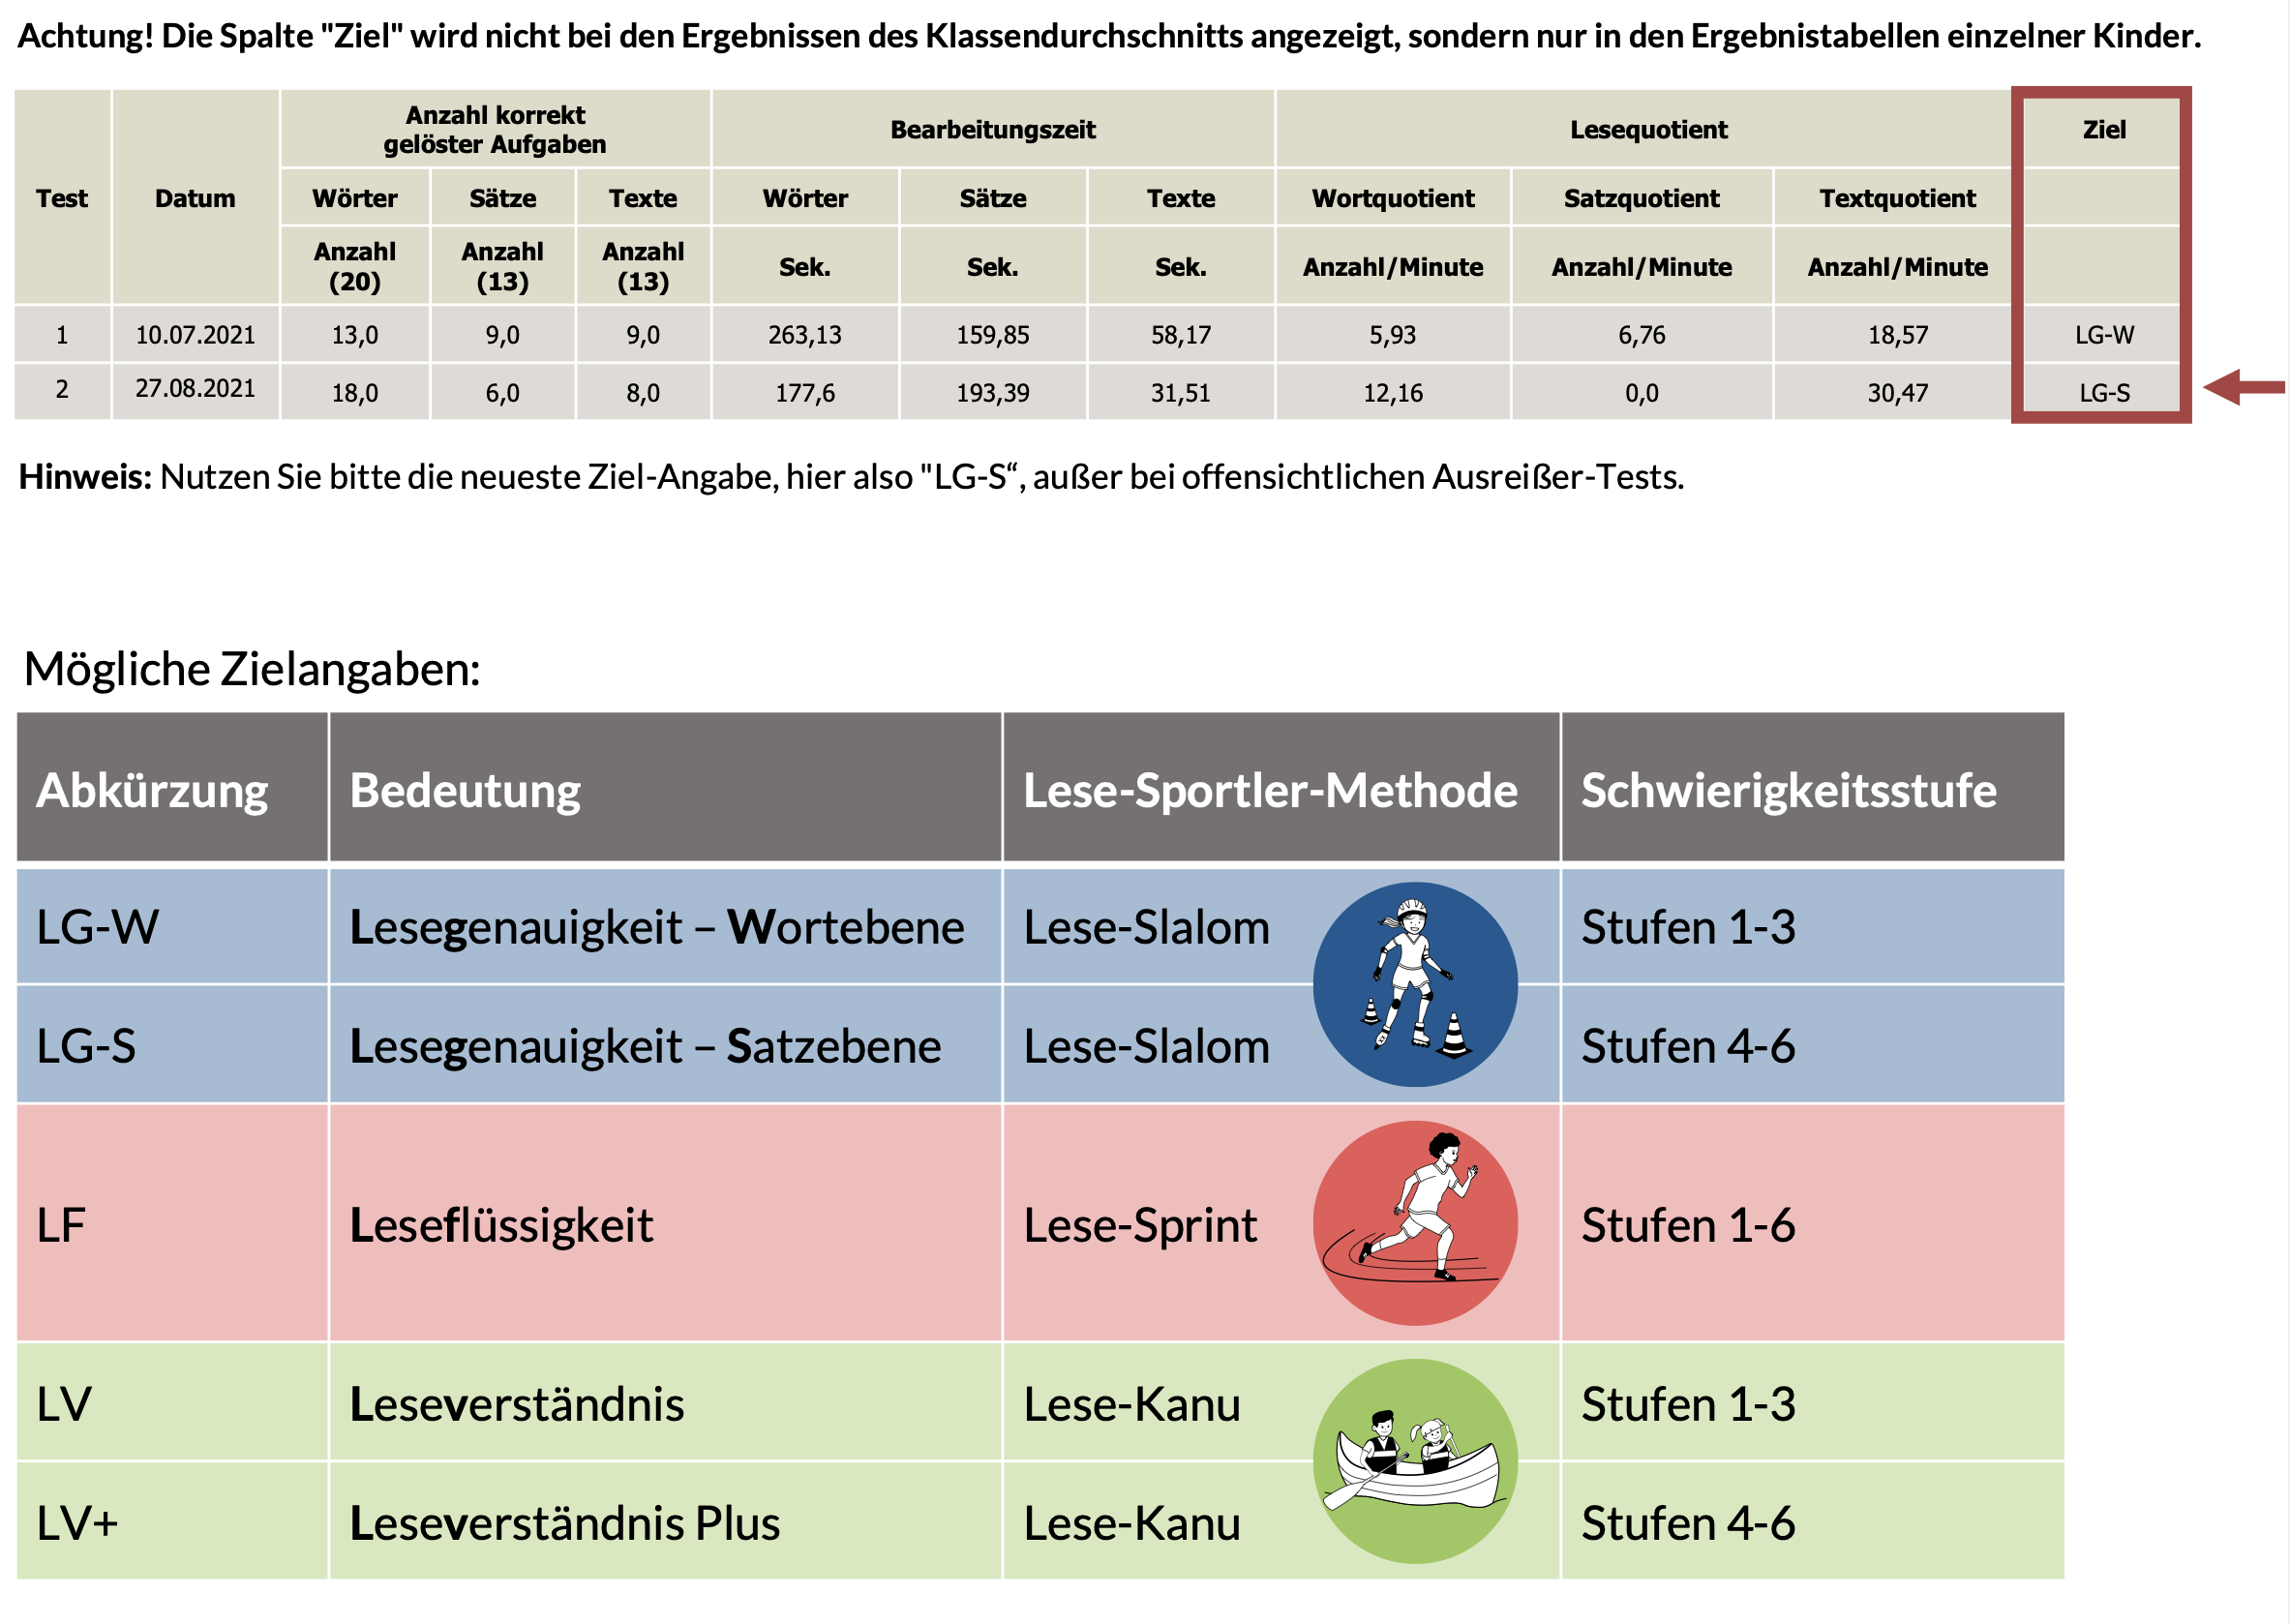 Achtung! Die Spalte "Ziel" wird nicht bei den Ergebnissen des Klassendurchschnitts angezeigt, sondern nur in den Ergebnistabellen einzelner Kinder.
Test Datum Anzahl korrekt gelöster Aufgaben Bearbeitungszeit Lesequotient Ziel
Wörter Sätze Texte Wörter Sätze Texte Wortquotient Satzquotient Textquotient
Anzahl (20) Anzahl (13) Anzahl (13) Sek. Sek. Sek. Anzahl/Minute Anzahl/Minute Anzahl/Minute
1 10.07.2021 13,0 9,0 9,0 263,13 159,85 58,17 5,93 6,76 18,57 LG-W
2 27.08.2021 18,0 6,0 8,0 177,6 193,39 31,51 12,16 0,0 30,47 LG-S
Hinweis: Nutzen Sie bitte die neueste Ziel-Angabe, hier also "LG-S“, außer bei offensichtlichen Ausreißer-Tests.
Mögliche Zielangaben:
Abkürzung Bedeutung Lese-Sportler-Methode Schwierigkeitsstufe
LG-W Lesegenauigkeit – Wortebene Lese-Slalom Stufen 1-3
LG-S Lesegenauigkeit – Satzebene Lese-Slalom Stufen 4-6
LF Leseflüssigkeit Lese-Sprint Stufen 1-6
LV Leseverständnis Lese-Kanu Stufen 1-3
LV+ Leseverständnis Plus Lese-Kanu Stufen 4-6